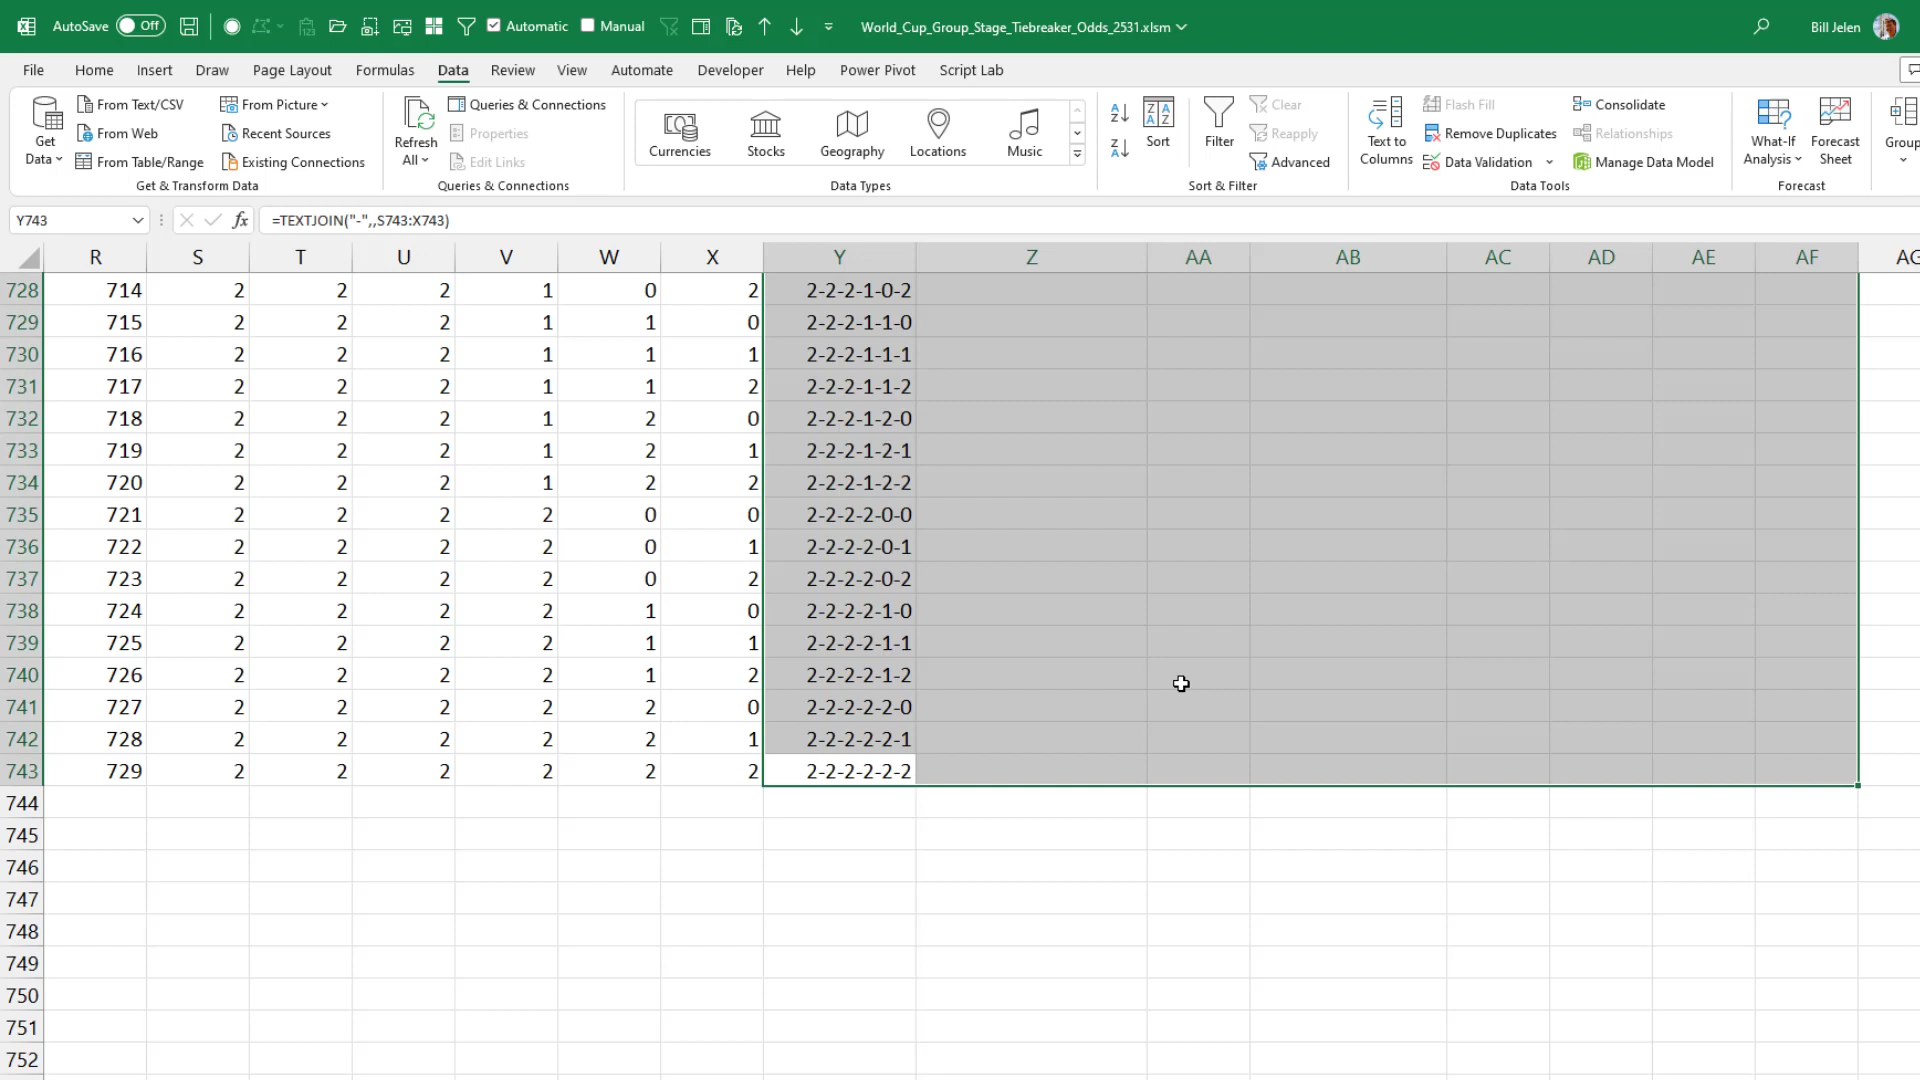 AutoSave Off Automatic Manual World_Cup_Group_Stage_Tiebreaker_Odds_2531.xlsm Bill Jelen
File Home Insert Draw Page Layout Formulas Data Review View Automate Developer Help Power Pivot Script Lab
Get Data
From Text/CSV
From Web
From Table/Range
From Picture
Recent Sources
Existing Connections
Get & Transform Data
Refresh All
Queries & Connections
Properties
Edit Links
Queries & Connections
Currencies Stocks Geography Locations Music
Data Types
Sort
Filter
Clear
Reapply
Advanced
Sort & Filter
Text to Columns
Flash Fill
Remove Duplicates
Data Validation
Consolidate
Relationships
Manage Data Model
Data Tools
What-If Analysis
Forecast Sheet
Forecast
Group
Y743 fx =TEXTJOIN("-",,S743:X743)
R S T U V W X Y Z AA AB AC AD AE AF AG
728 714 2 2 2 1 0 2 2-2-2-1-0-2
729 715 2 2 2 1 1 0 2-2-2-1-1-0
730 716 2 2 2 1 1 1 2-2-2-1-1-1
731 717 2 2 2 1 1 2 2-2-2-1-1-2
732 718 2 2 2 1 2 0 2-2-2-1-2-0
733 719 2 2 2 1 2 1 2-2-2-1-2-1
734 720 2 2 2 1 2 2 2-2-2-1-2-2
735 721 2 2 2 2 0 0 2-2-2-2-0-0
736 722 2 2 2 2 0 1 2-2-2-2-0-1
737 723 2 2 2 2 0 2 2-2-2-2-0-2
738 724 2 2 2 2 1 0 2-2-2-2-1-0
739 725 2 2 2 2 1 1 2-2-2-2-1-1
740 726 2 2 2 2 1 2 2-2-2-2-1-2
741 727 2 2 2 2 2 0 2-2-2-2-2-0
742 728 2 2 2 2 2 1 2-2-2-2-2-1
743 729 2 2 2 2 2 2 2-2-2-2-2-2
744
745
746
747
748
749
750
751
752